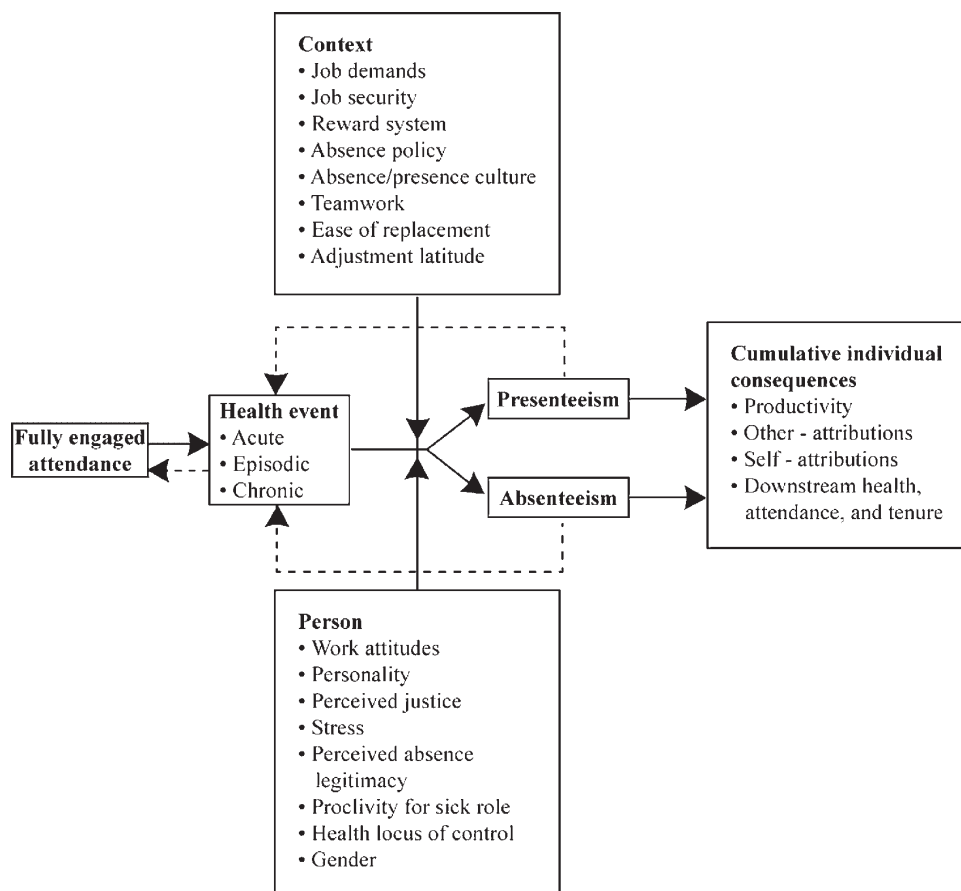 Context
• Job demands
• Job security
• Reward system
• Absence policy
• Absence/presence culture
• Teamwork
• Ease of replacement
• Adjustment latitude
Fully engaged
attendance
Health event
• Acute
• Episodic
• Chronic
Presenteeism
Absenteeism
Cumulative individual
consequences
• Productivity
• Other - attributions
• Self - attributions
• Downstream health,
attendance, and tenure
Person
• Work attitudes
• Personality
• Perceived justice
• Stress
• Perceived absence
legitimacy
• Proclivity for sick role
• Health locus of control
• Gender